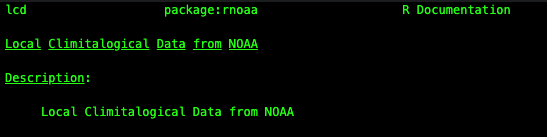 lcd package:rnoaa R Documentation
Local Climitalogical Data from NOAA
Description:
Local Climitalogical Data from NOAA